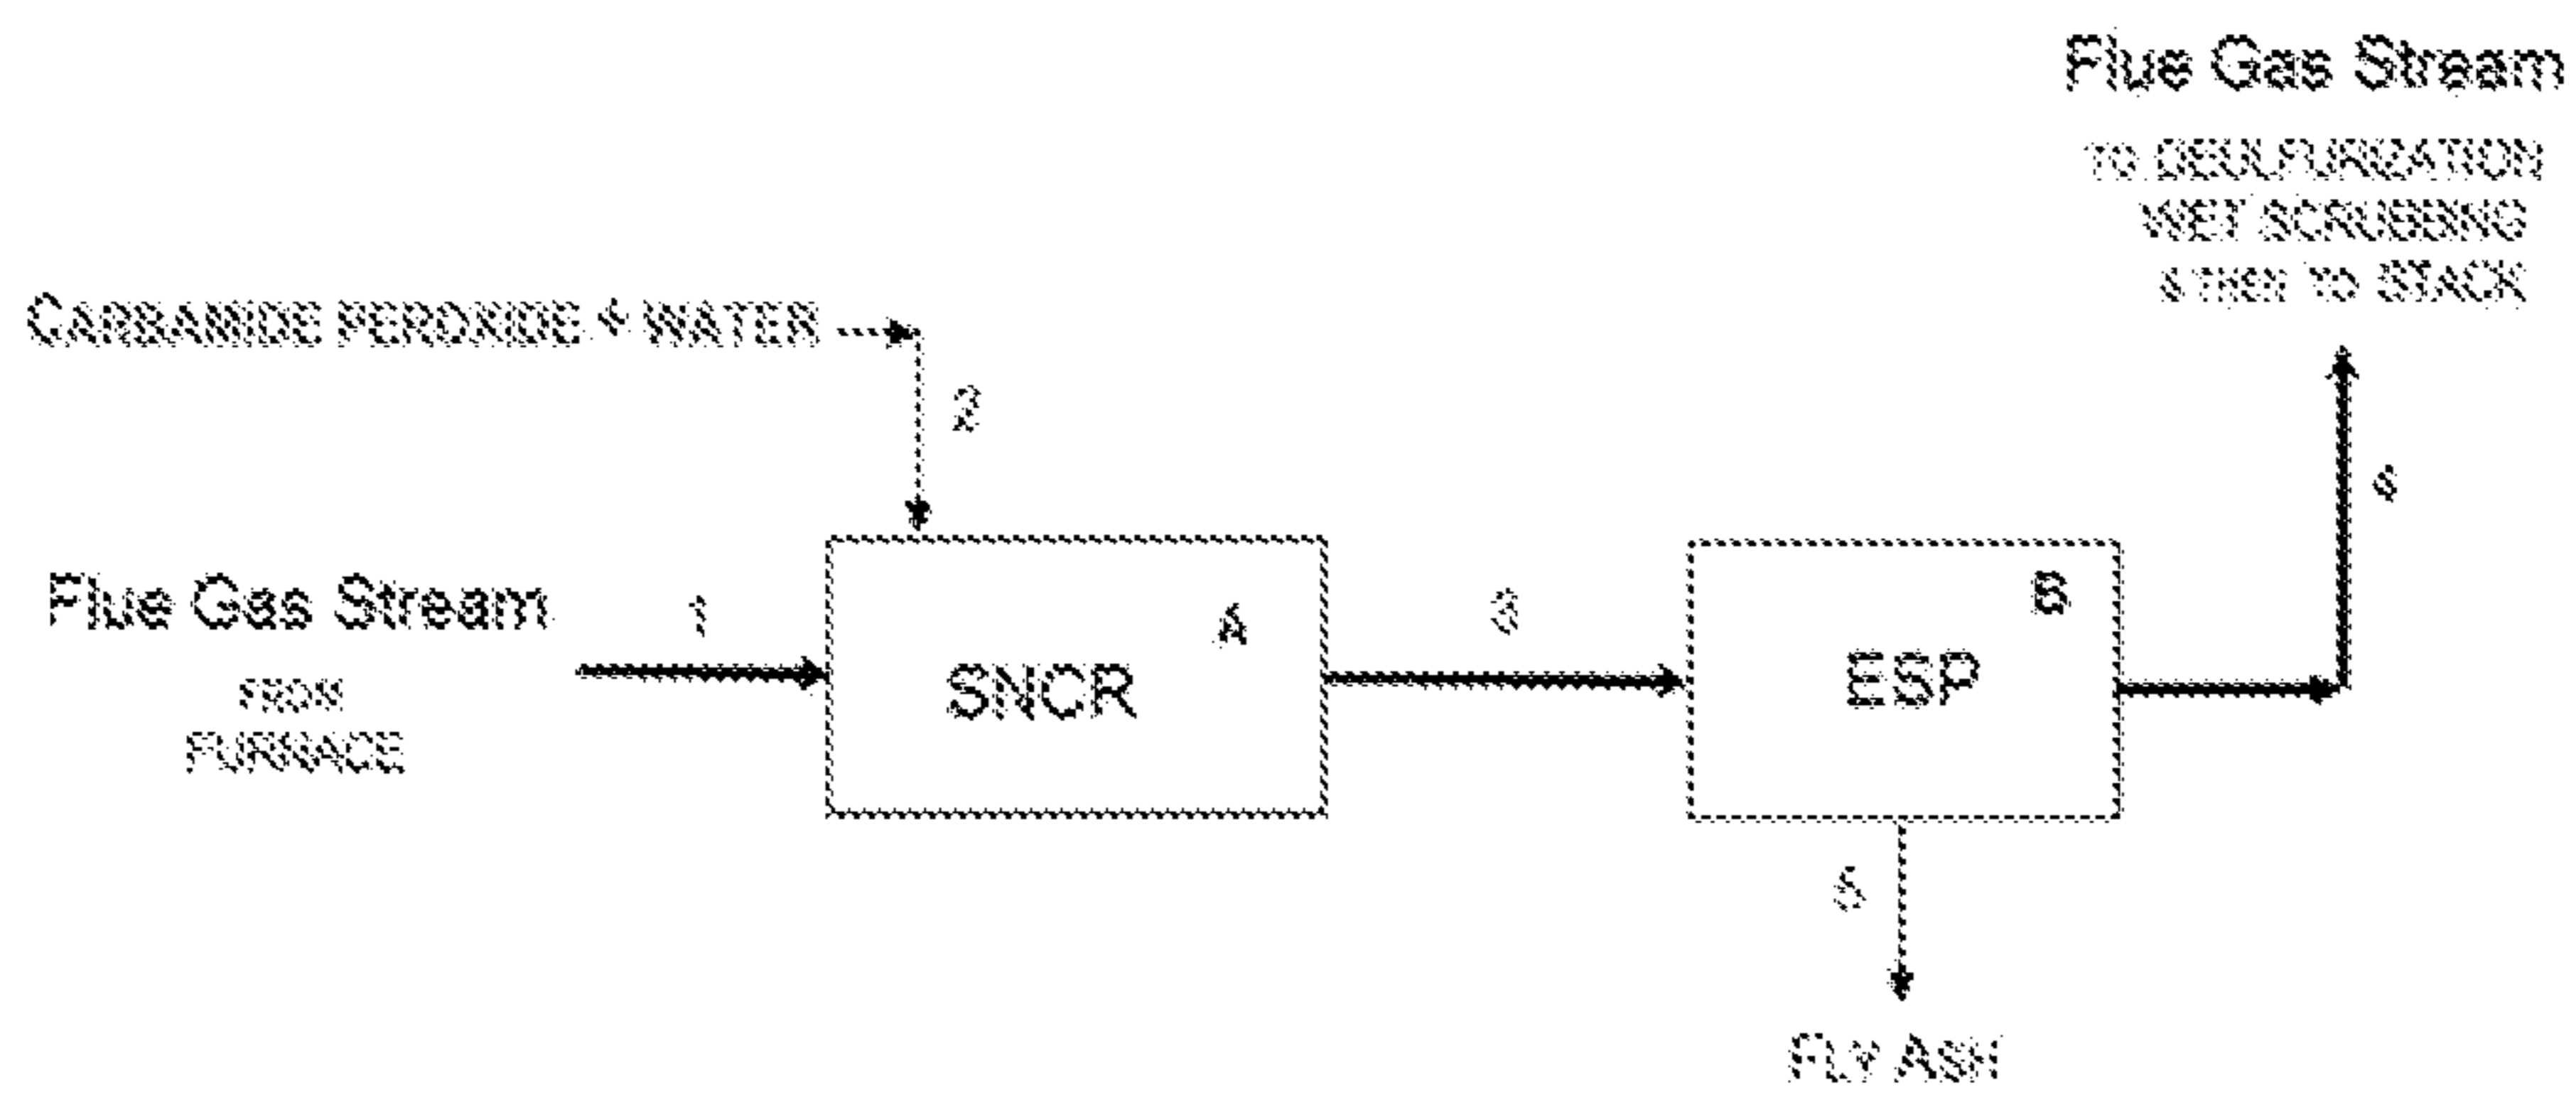 Flue Gas Stream
TO DESULFURIZATION
WET SCRUBBING
& THEN TO STACK
CARBAMIDE PEROXIDE + WATER
2
4
Flue Gas Stream
FROM
FURNACE
1
A
SNCR
3
B
ESP
5
FLY ASH